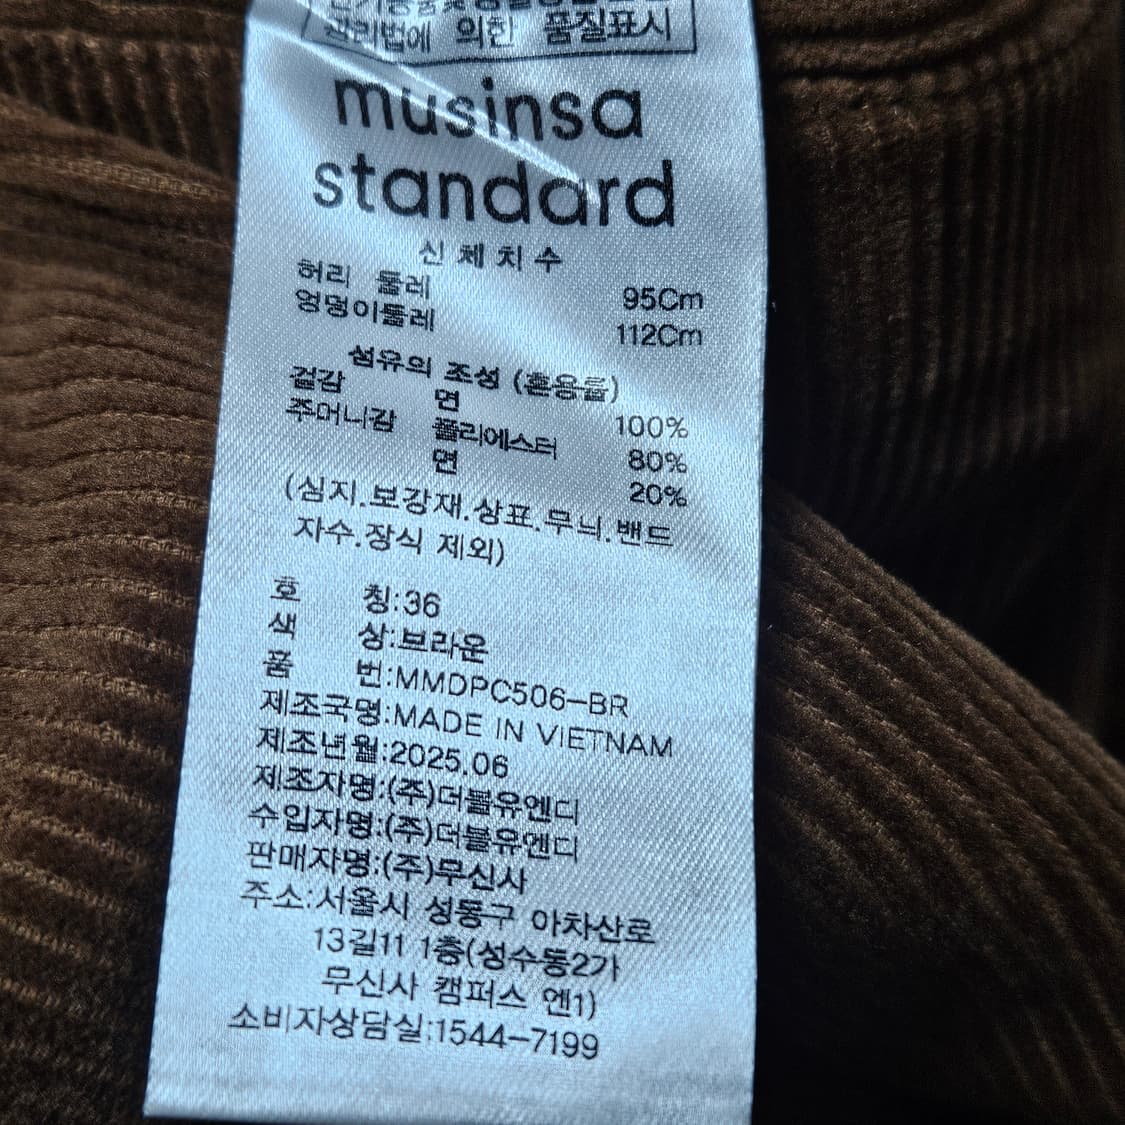 관리법에 의한 품질표시
musinsa
standard
신체치수
허리 둘레 95Cm
엉덩이둘레 112Cm
섬유의 조성 (혼용률)
겉감 면 100%
주머니감 폴리에스터 80%
면 20%
(심지.보강재.상표.무늬.밴드
자수.장식 제외)
호 칭:36
색 상:브라운
품 번:MMDPC506-BR
제조국명:MADE IN VIETNAM
제조년월:2025.06
제조자명:(주)더블유엔디
수입자명:(주)더블유엔디
판매자명:(주)무신사
주소:서울시 성동구 아차산로
13길11 1층(성수동2가
무신사 캠퍼스 엔1)
소비자상담실:1544-7199